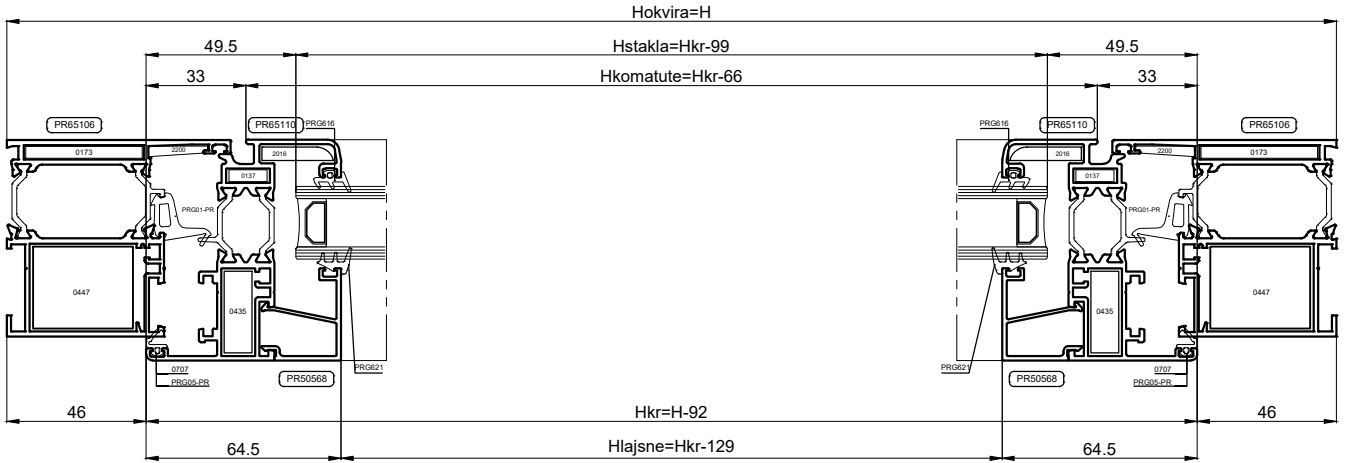 Hokvira=H
49.5 Hstakla=Hkr-99 49.5
33 Hkomatute=Hkr-66 33
PR65106 PR65110 PRG616 PRG616 PR65110 PR65106
0173 2200 2016 2016 2200 0173
0137 0137
PRG01-PR PRG01-PR
0447 0435 0435 0447
0707 PRG621 PRG621 0707
PRG05-PR PR50568 PR50568 PRG05-PR
46 Hkr=H-92 46
64.5 Hlajsne=Hkr-129 64.5